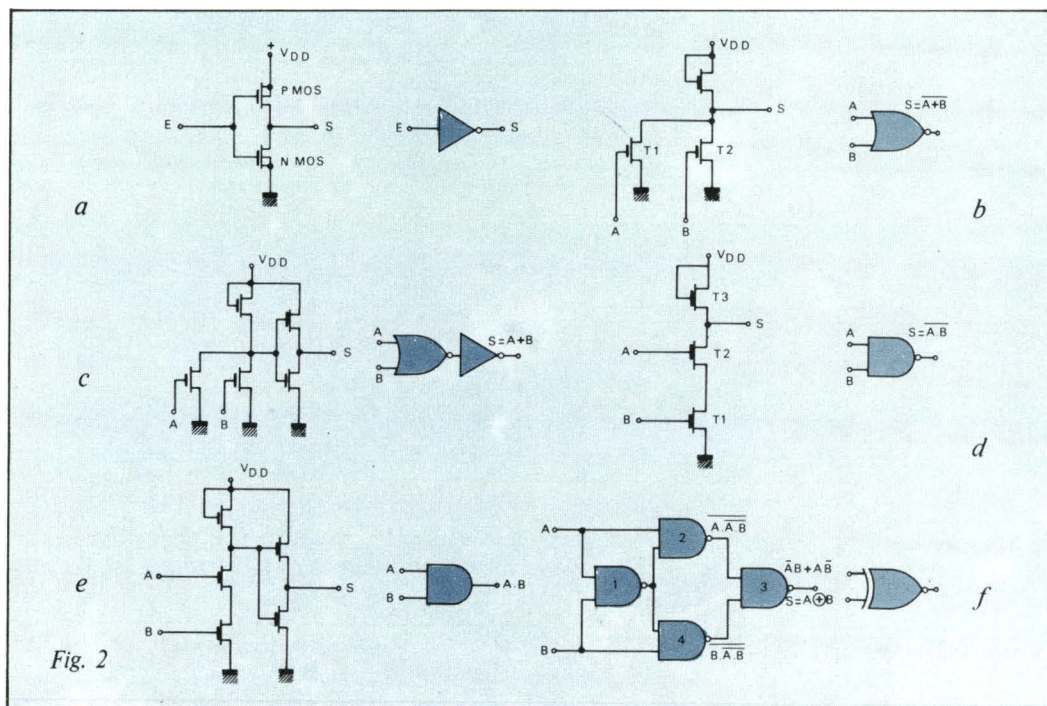 +
VDD
PMOS
E
S
NMOS
E
S
a
VDD
S
T1
T2
A
B
A
B
S=A̅+̅B̅
b
VDD
S
A
B
c
A
B
S=A+B
VDD
T3
S
A
T2
B
T1
A
B
S=A̅.̅B̅
d
VDD
A
S
B
e
A
B
A.B
Fig. 2
A
B
1
2
A̅.̅A̅.̅B̅
3
4
B̅.̅A̅.̅B̅
A̅B+AB̅
S=A⊕B
f